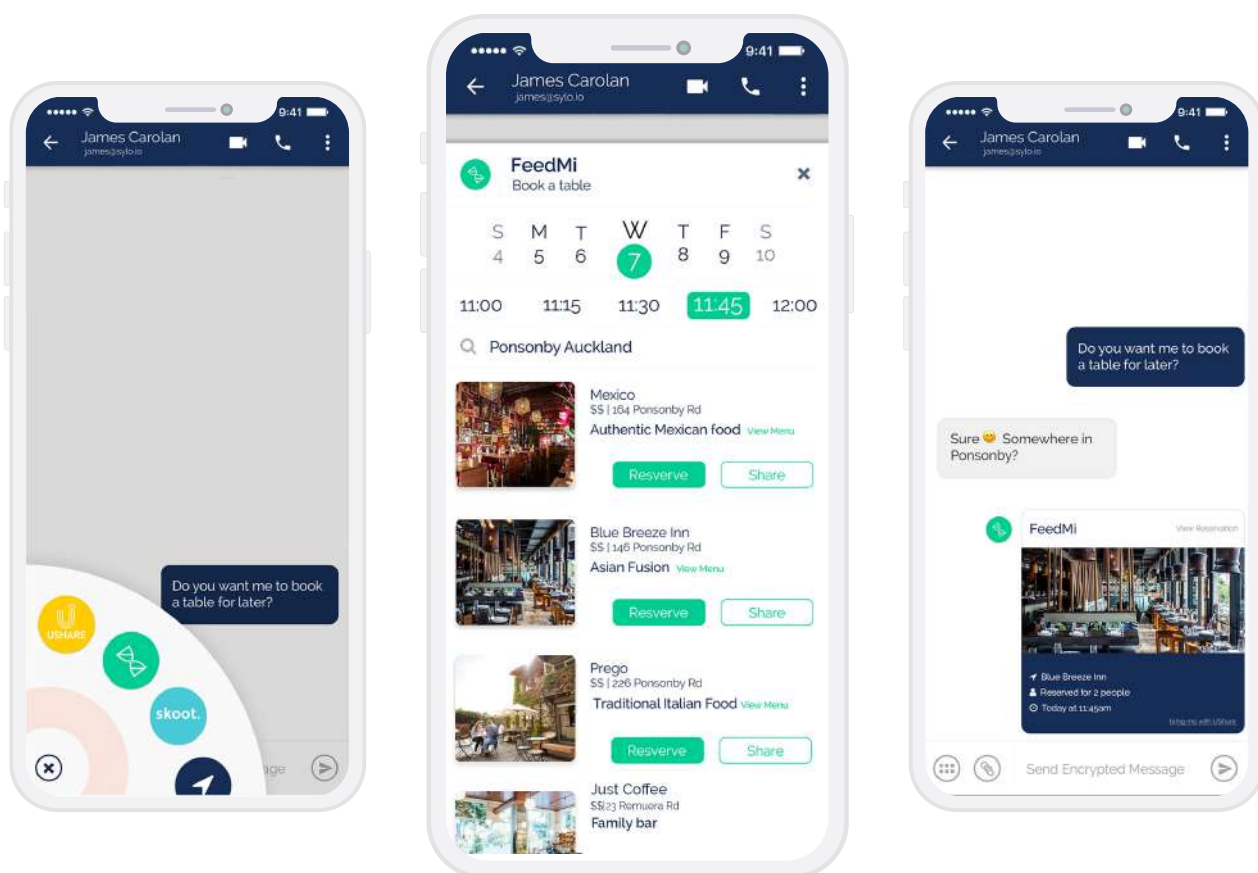 9:41
James Carolan
james@sylo.io
Do you want me to book
a table for later?
USHARE
skoot.
9:41
James Carolan
james@sylo.io
FeedMi
Book a table
S M T W T F S
4 5 6 7 8 9 10
11:00 11:15 11:30 11:45 12:00
Ponsonby Auckland
Mexico
$$ | 164 Ponsonby Rd
Authentic Mexican food View Menu
Resverve Share
Blue Breeze Inn
$$ | 146 Ponsonby Rd
Asian Fusion View Menu
Resverve Share
Prego
$$ | 226 Ponsonby Rd
Traditional Italian Food View Menu
Resverve Share
Just Coffee
$$|23 Remuera Rd
Family bar
9:41
James Carolan
james@sylo.io
Do you want me to book
a table for later?
Sure 😀 Somewhere in
Ponsonby?
FeedMi View Reservation
Blue Breeze Inn
Reserved for 2 people
Today at 11:45am
bring me with UShare
Send Encrypted Message